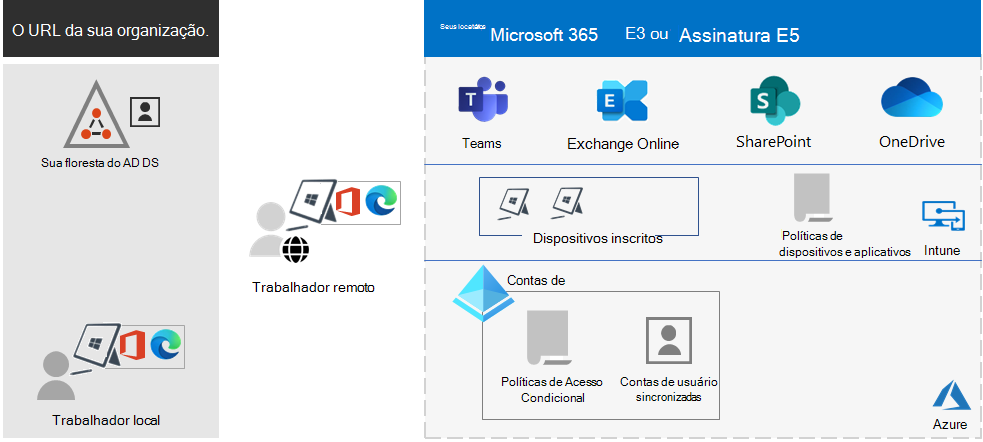 O URL da sua organização.
Sua floresta do AD DS
Trabalhador local
Trabalhador remoto
Seus
Microsoft 365
E3 ou
Assinatura E5
Teams
Exchange Online
SharePoint
OneDrive
Dispositivos inscritos
Políticas de
dispositivos e aplicativos
Intune
Contas de
Políticas de Acesso
Condicional
Contas de usuário
sincronizadas
Azure